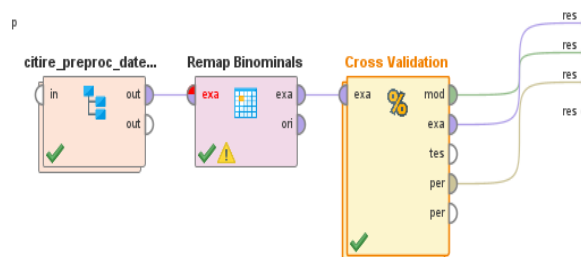 p
res
res
res
res
citire_preproc_date...
in
out
out
Remap Binominals
exa
exa
ori
Cross Validation
exa
%
mod
exa
tes
per
per